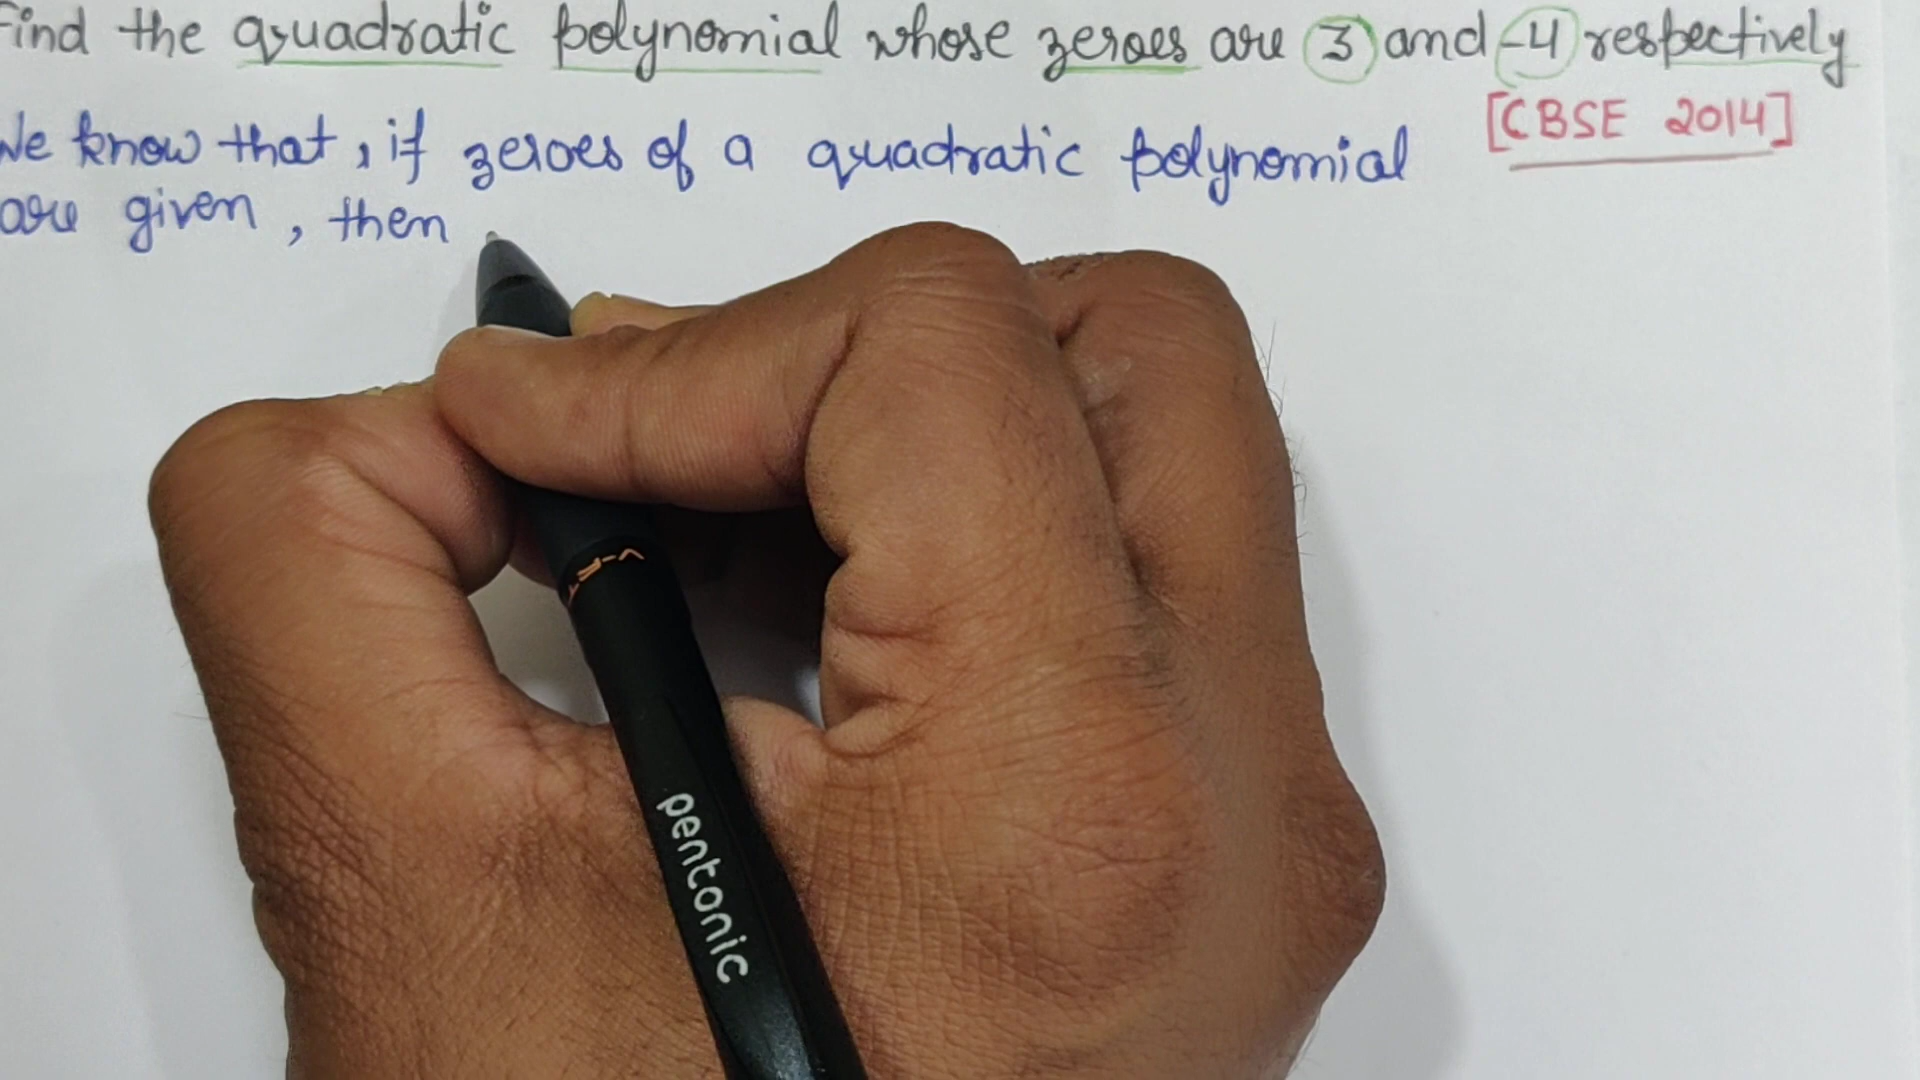 Find the quadratic polynomial whose zeroes are 3 and -4 respectively
[CBSE 2014]
We know that, if zeroes of a quadratic polynomial
are given, then
pentonic